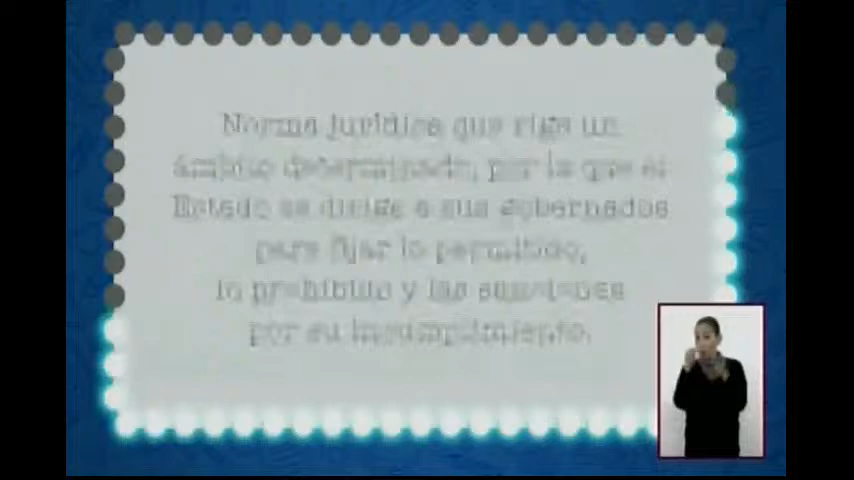 Norma jurídica que rige un
ámbito determinado, por la que el
Estado se dirige a sus gobernados
para fijar lo permitido,
lo prohibido y las sanciones
por su incumplimiento.